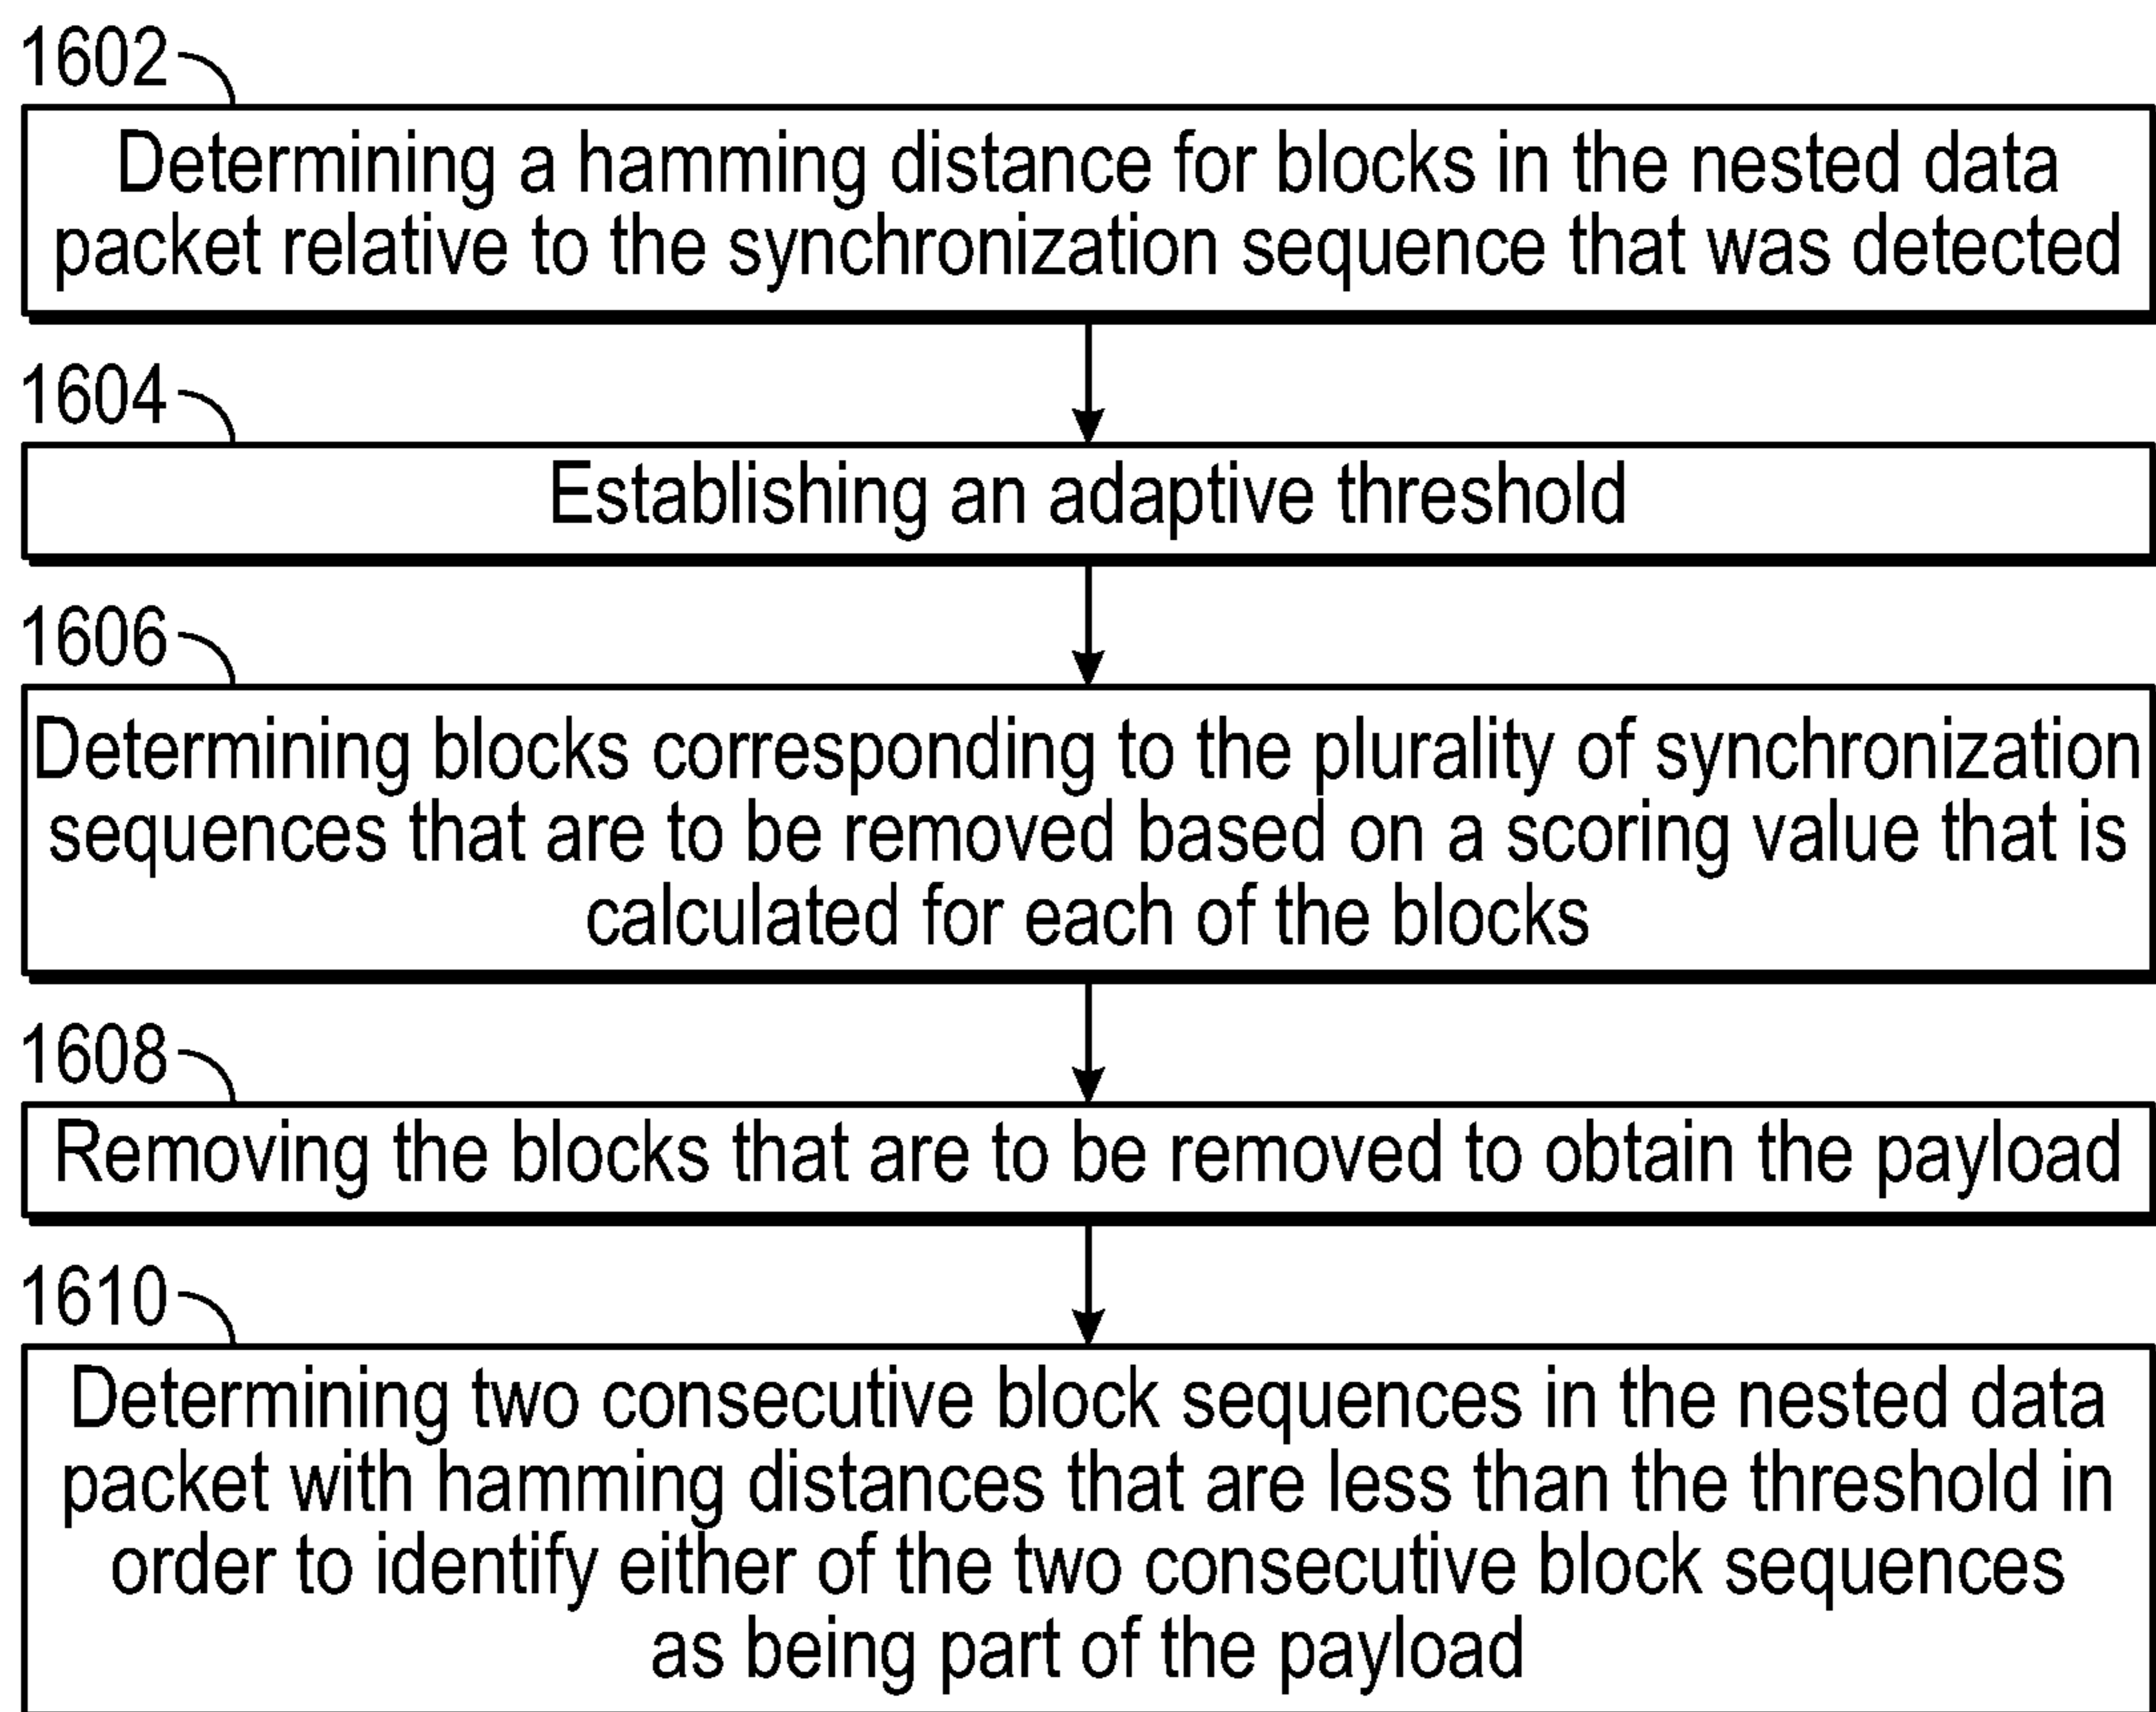 1602
Determining a hamming distance for blocks in the nested data
packet relative to the synchronization sequence that was detected
1604
Establishing an adaptive threshold
1606
Determining blocks corresponding to the plurality of synchronization
sequences that are to be removed based on a scoring value that is
calculated for each of the blocks
1608
Removing the blocks that are to be removed to obtain the payload
1610
Determining two consecutive block sequences in the nested data
packet with hamming distances that are less than the threshold in
order to identify either of the two consecutive block sequences
as being part of the payload